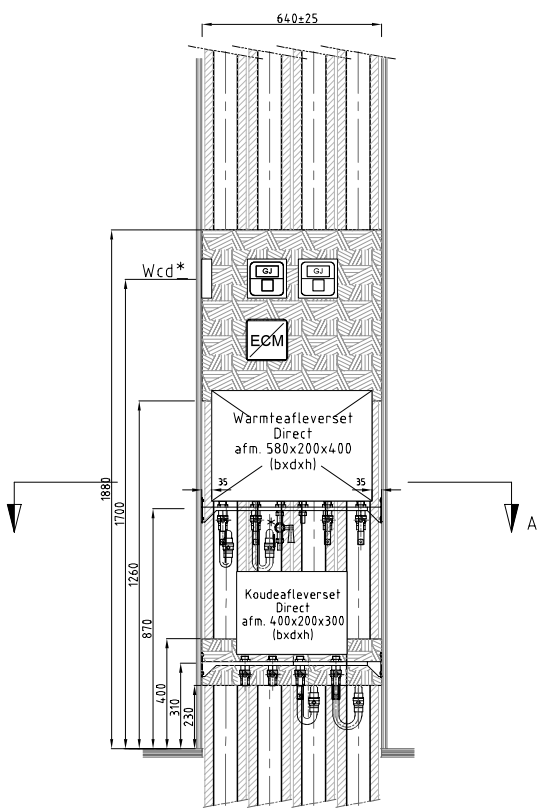 640±25
Wcd*
GJ
GJ
ECM
Warmteafleverset
Direct
afm. 580x200x400
(bxdxh)
35
35
1880
1700
1260
870
400
310
230
*
A
Koudeafleverset
Direct
afm. 400x200x300
(bxdxh)